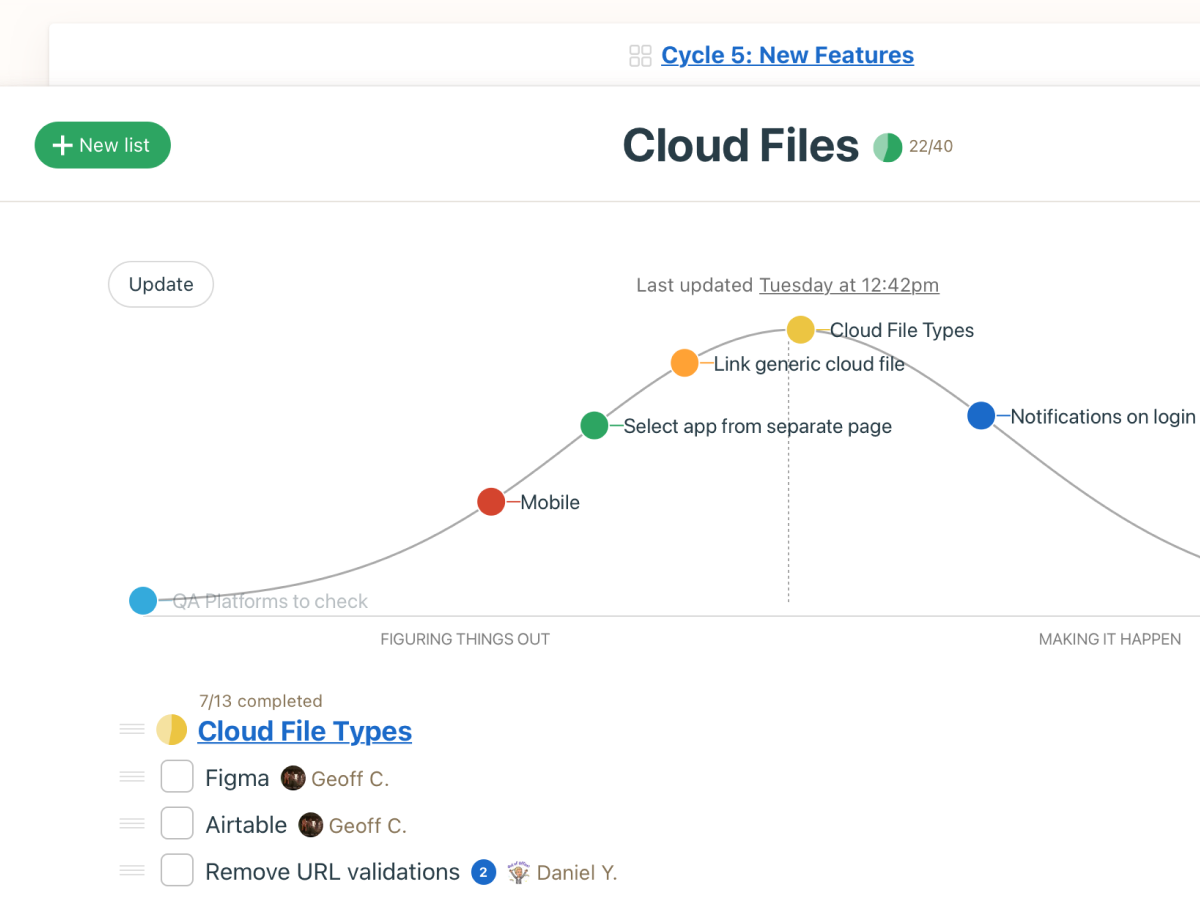 Cycle 5: New Features
New list
Cloud Files 22/40
Update
Last updated Tuesday at 12:42pm
Cloud File Types
Link generic cloud file
Notifications on login
Select app from separate page
Mobile
QA Platforms to check
FIGURING THINGS OUT
MAKING IT HAPPEN
7/13 completed
Cloud File Types
Figma Geoff C.
Airtable Geoff C.
Remove URL validations 2 Daniel Y.